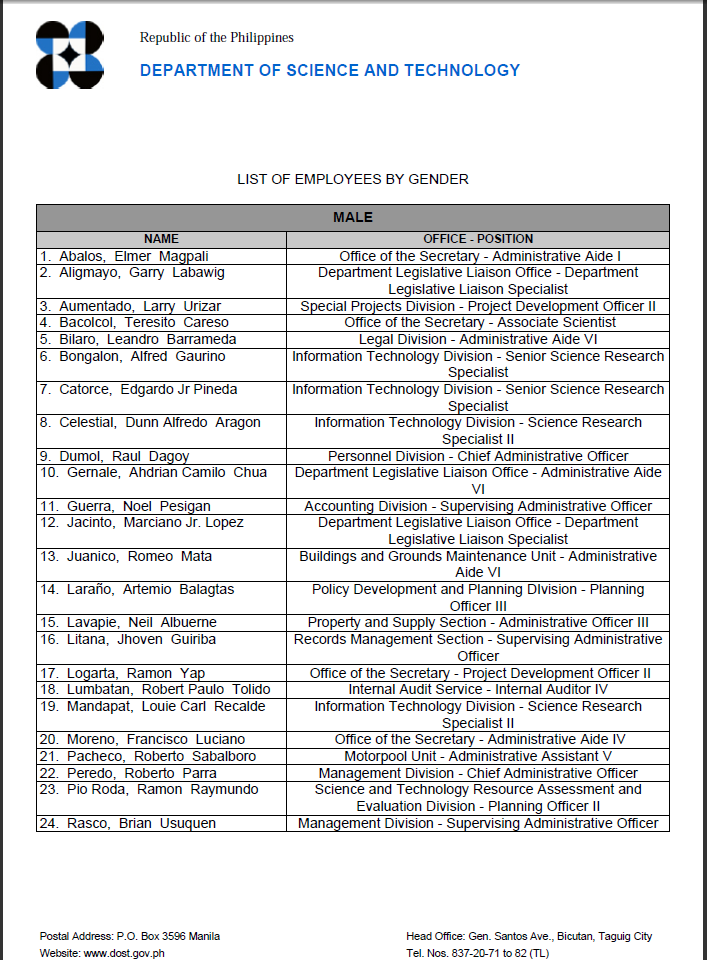 Republic of the Philippines
DEPARTMENT OF SCIENCE AND TECHNOLOGY
LIST OF EMPLOYEES BY GENDER
MALE
NAME OFFICE - POSITION
1. Abalos, Elmer Magpali Office of the Secretary - Administrative Aide I
2. Aligmayo, Garry Labawig Department Legislative Liaison Office - Department
Legislative Liaison Specialist
3. Aumentado, Larry Urizar Special Projects Division - Project Development Officer II
4. Bacolcol, Teresito Careso Office of the Secretary - Associate Scientist
5. Bilaro, Leandro Barrameda Legal Division - Administrative Aide VI
6. Bongalon, Alfred Gaurino Information Technology Division - Senior Science Research
Specialist
7. Catorce, Edgardo Jr Pineda Information Technology Division - Senior Science Research
Specialist
8. Celestial, Dunn Alfredo Aragon Information Technology Division - Science Research
Specialist II
9. Dumol, Raul Dagoy Personnel Division - Chief Administrative Officer
10. Gernale, Ahdrian Camilo Chua Department Legislative Liaison Office - Administrative Aide
VI
11. Guerra, Noel Pesigan Accounting Division - Supervising Administrative Officer
12. Jacinto, Marciano Jr. Lopez Department Legislative Liaison Office - Department
Legislative Liaison Specialist
13. Juanico, Romeo Mata Buildings and Grounds Maintenance Unit - Administrative
Aide VI
14. Laraño, Artemio Balagtas Policy Development and Planning DIvision - Planning
Officer III
15. Lavapie, Neil Albuerne Property and Supply Section - Administrative Officer III
16. Litana, Jhoven Guiriba Records Management Section - Supervising Administrative
Officer
17. Logarta, Ramon Yap Office of the Secretary - Project Development Officer II
18. Lumbatan, Robert Paulo Tolido Internal Audit Service - Internal Auditor IV
19. Mandapat, Louie Carl Recalde Information Technology Division - Science Research
Specialist II
20. Moreno, Francisco Luciano Office of the Secretary - Administrative Aide IV
21. Pacheco, Roberto Sabalboro Motorpool Unit - Administrative Assistant V
22. Peredo, Roberto Parra Management Division - Chief Administrative Officer
23. Pio Roda, Ramon Raymundo Science and Technology Resource Assessment and
Evaluation Division - Planning Officer II
24. Rasco, Brian Usuquen Management Division - Supervising Administrative Officer
Postal Address: P.O. Box 3596 Manila Head Office: Gen. Santos Ave., Bicutan, Taguig City
Website: www.dost.gov.ph Tel. Nos. 837-20-71 to 82 (TL)